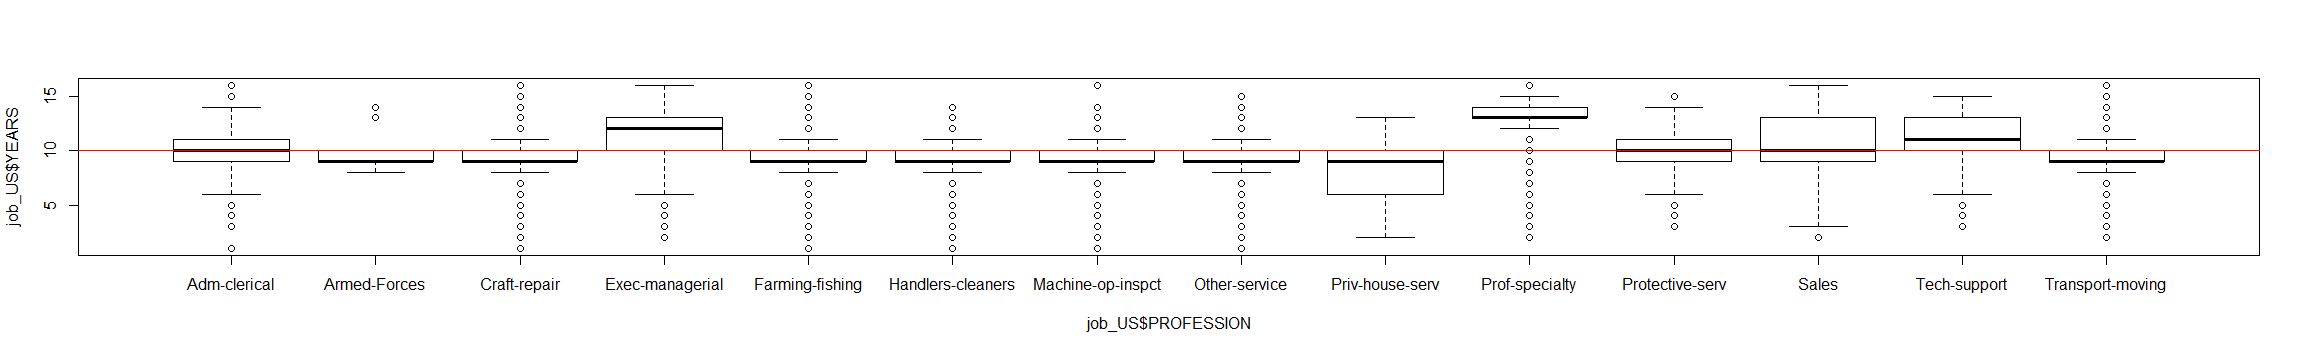 job_US$YEARS
15
10
5
Adm-clerical Armed-Forces Craft-repair Exec-managerial Farming-fishing Handlers-cleaners Machine-op-inspct Other-service Priv-house-serv Prof-specialty Protective-serv Sales Tech-support Transport-moving
job_US$PROFESSION